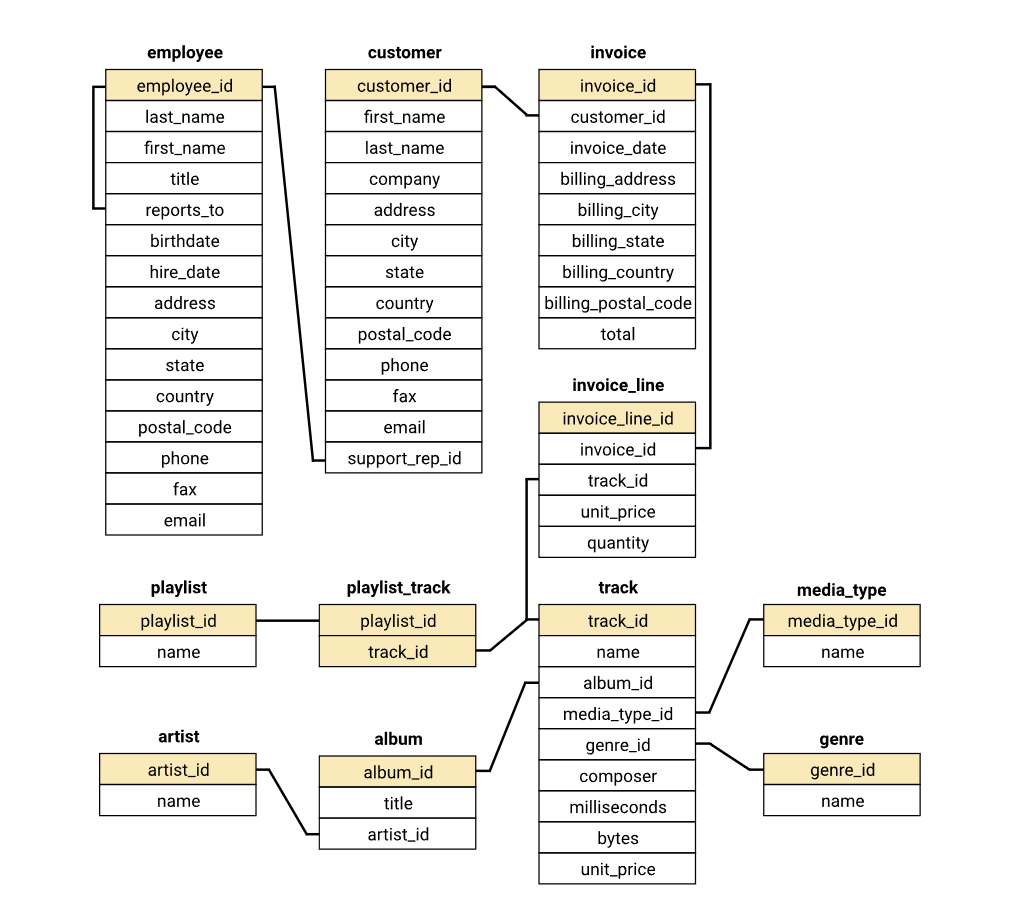 employee
employee_id
last_name
first_name
title
reports_to
birthdate
hire_date
address
city
state
country
postal_code
phone
fax
email
customer
customer_id
first_name
last_name
company
address
city
state
country
postal_code
phone
fax
email
support_rep_id
invoice
invoice_id
customer_id
invoice_date
billing_address
billing_city
billing_state
billing_country
billing_postal_code
total
invoice_line
invoice_line_id
invoice_id
track_id
unit_price
quantity
playlist
playlist_id
name
playlist_track
playlist_id
track_id
track
track_id
name
album_id
media_type_id
genre_id
composer
milliseconds
bytes
unit_price
media_type
media_type_id
name
artist
artist_id
name
album
album_id
title
artist_id
genre
genre_id
name